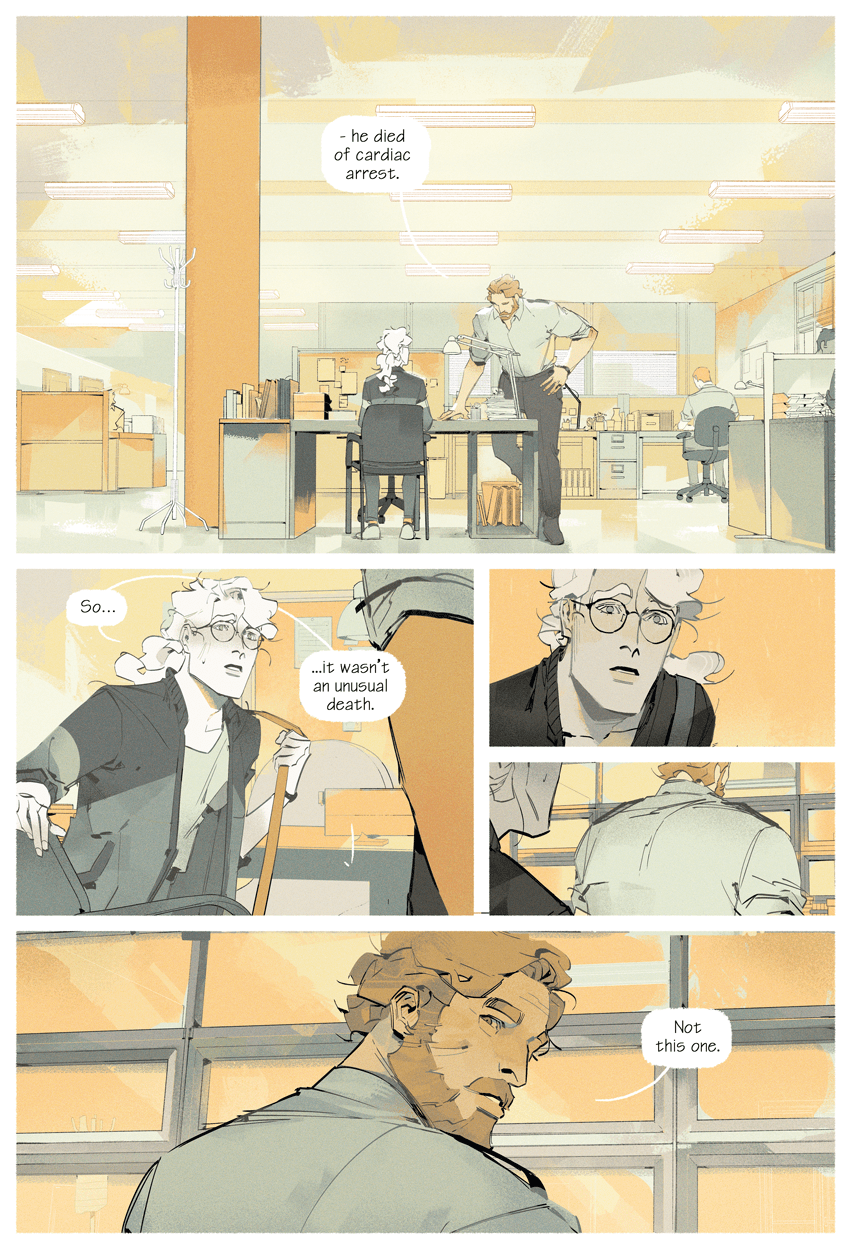 - he died
of cardiac
arrest.
So...
...it wasn't
an unusual
death.
Not
this one.